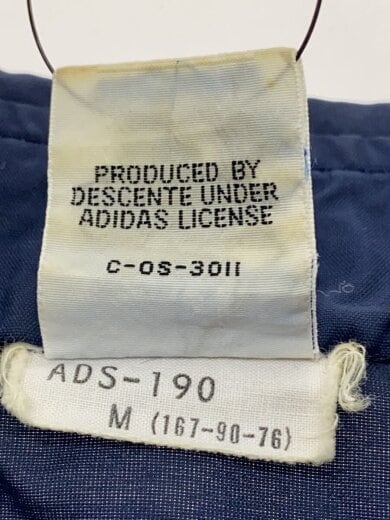 PRODUCED BY
DESCENTE UNDER
ADIDAS LICENSE
C-OS-3011
ADS-190
M (167-90-76)